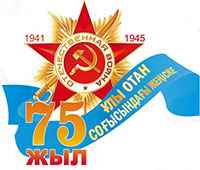 1941 1945
ОТЕЧЕСТВЕННАЯ ВОЙНА
ҰЛЫ ОТАН
СОҒЫСЫНДАҒЫ ЖЕҢІСКЕ
75
ЖЫЛ